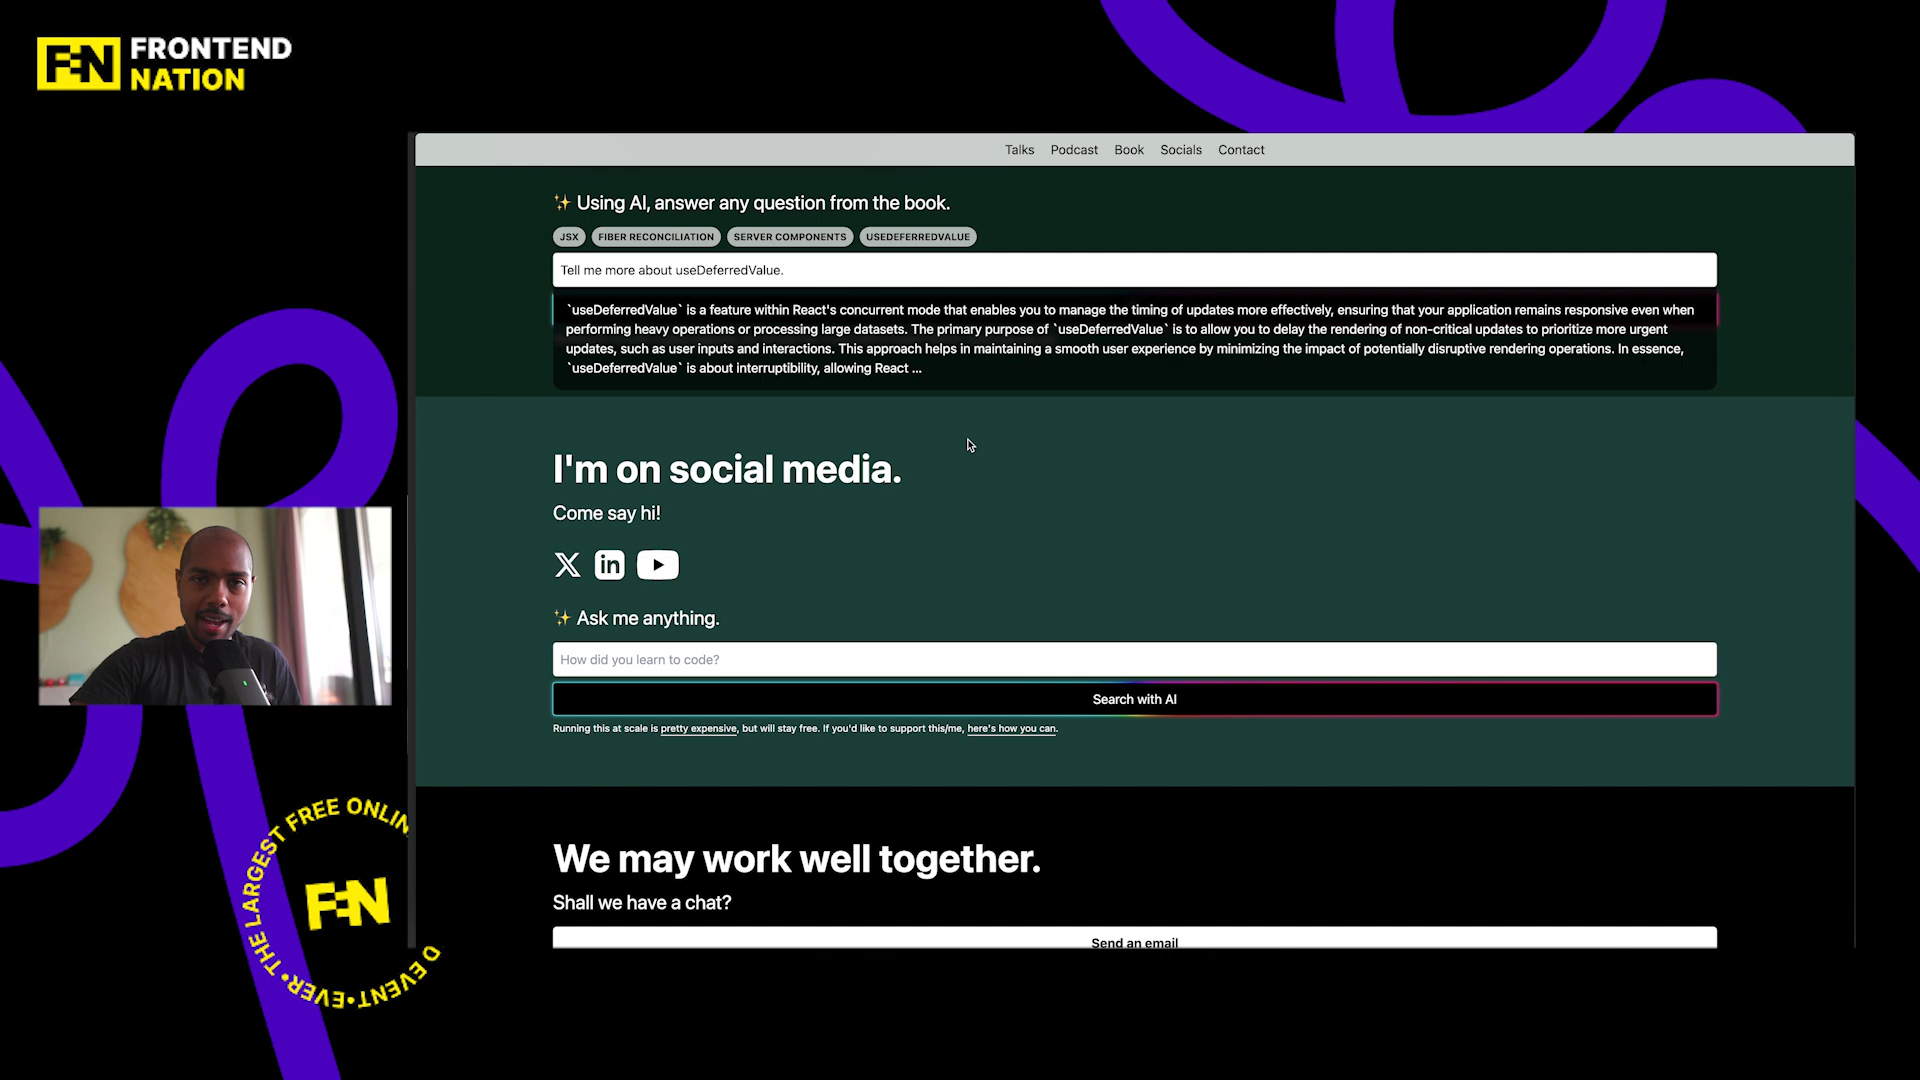 FRONTEND
NATION
Talks Podcast Book Socials Contact
✨ Using AI, answer any question from the book.
JSX FIBER RECONCILIATION SERVER COMPONENTS USEDEFERREDVALUE
Tell me more about useDeferredValue.
`useDeferredValue` is a feature within React's concurrent mode that enables you to manage the timing of updates more effectively, ensuring that your application remains responsive even when
performing heavy operations or processing large datasets. The primary purpose of `useDeferredValue` is to allow you to delay the rendering of non-critical updates to prioritize more urgent
updates, such as user inputs and interactions. This approach helps in maintaining a smooth user experience by minimizing the impact of potentially disruptive rendering operations. In essence,
`useDeferredValue` is about interruptibility, allowing React ...
I'm on social media.
Come say hi!
X in
✨ Ask me anything.
How did you learn to code?
Search with AI
Running this at scale is pretty expensive, but will stay free. If you'd like to support this/me, here's how you can.
We may work well together.
Shall we have a chat?
Send an email
FEN
THE LARGEST FREE ONLIN
D EVENT•EVER•
FEN